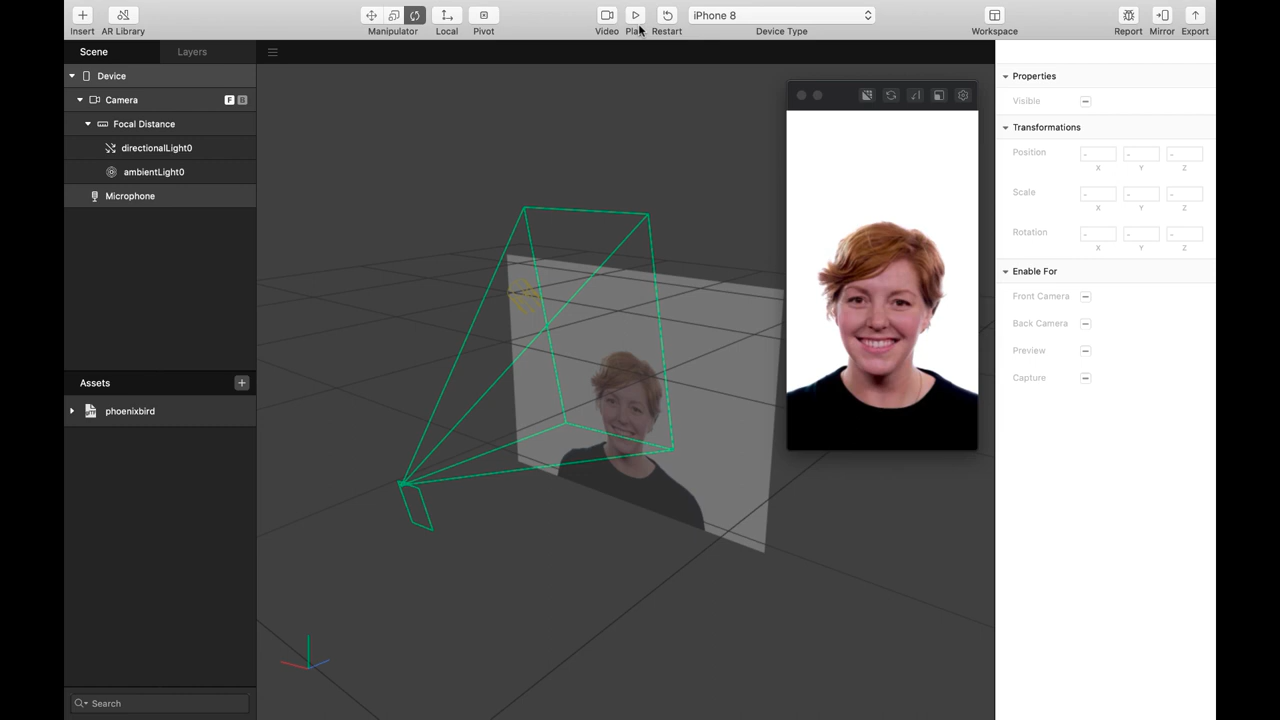 Insert
AR Library
Manipulator
Local
Pivot
Video
Restart
iPhone 8
Device Type
Workspace
Report
Mirror
Export
Scene
Layers
Device
Camera
F
B
Focal Distance
directionalLight0
ambientLight0
Microphone
Assets
phoenixbird
Search
Properties
Visible
Transformations
Position
X
Y
Z
Scale
X
Y
Z
Rotation
X
Y
Z
Enable For
Front Camera
Back Camera
Preview
Capture